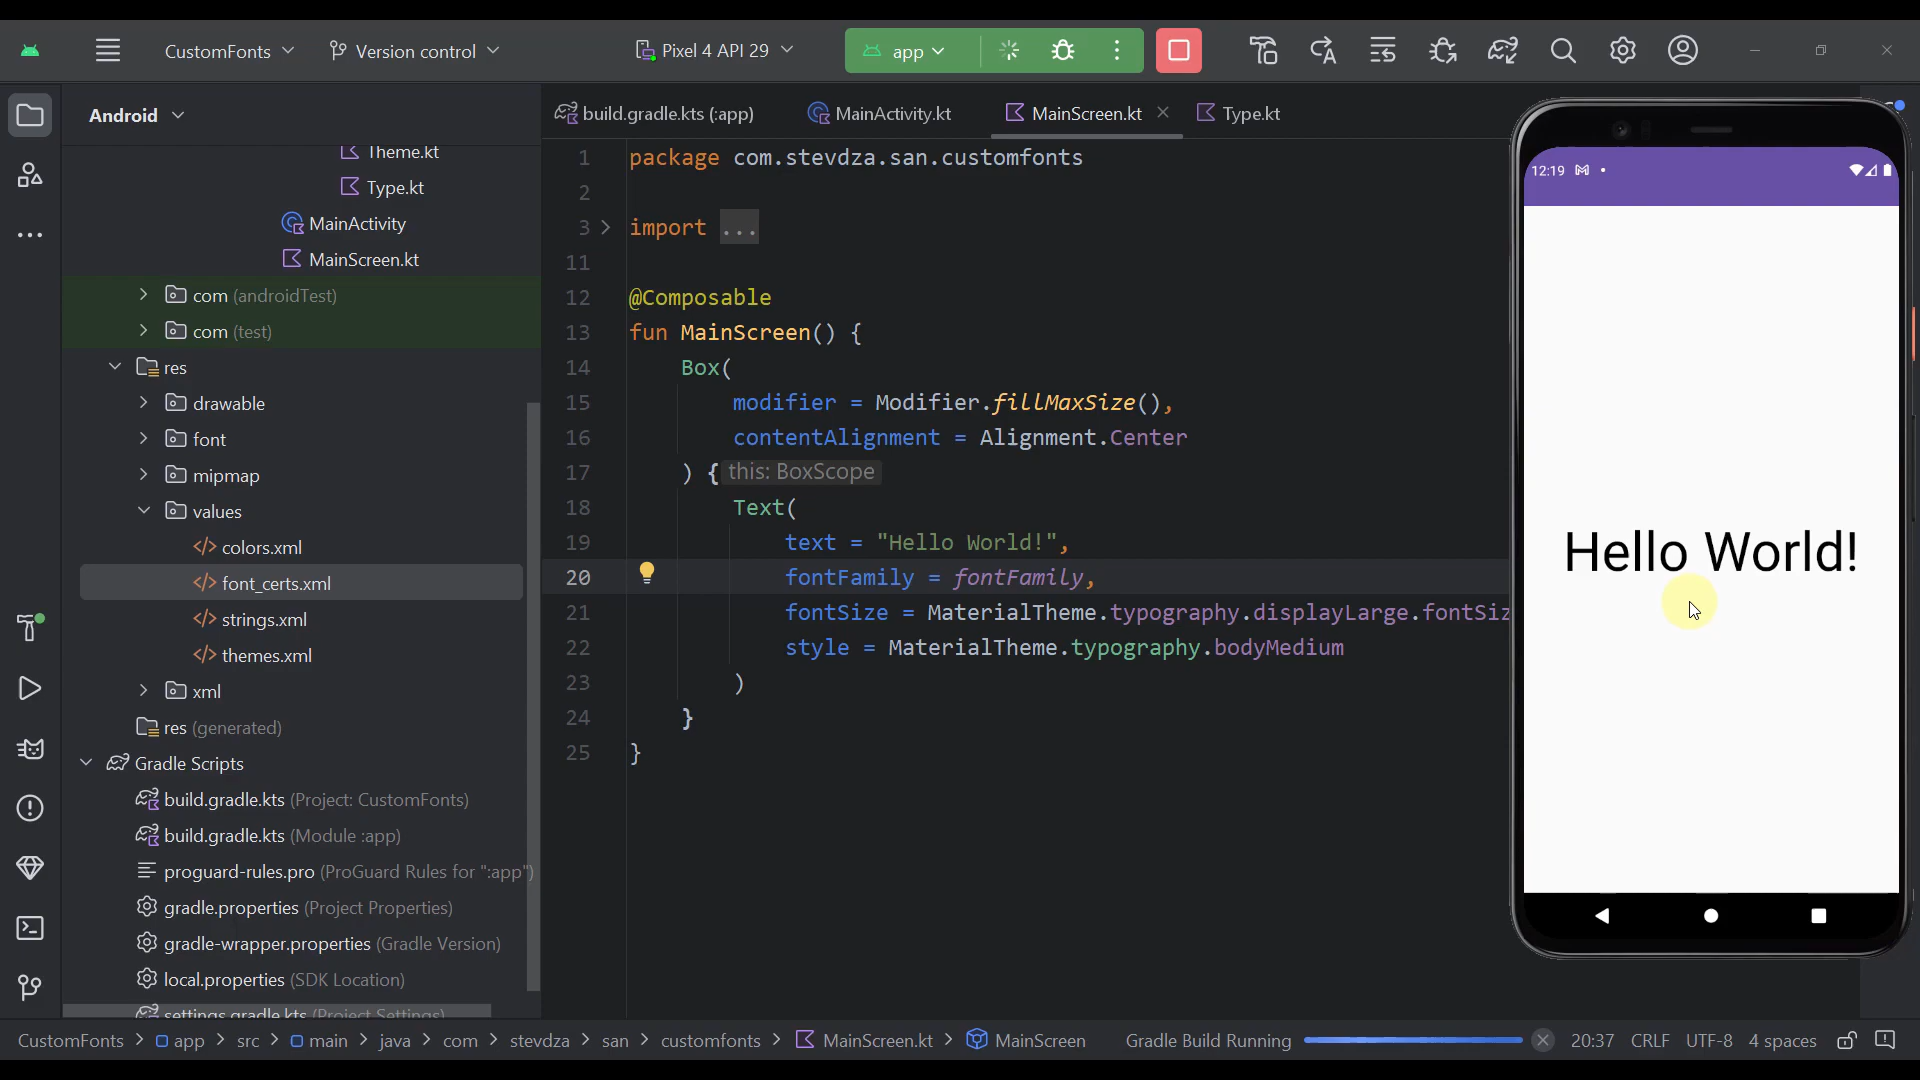 CustomFonts
Version control
Pixel 4 API 29
app
Android
build.gradle.kts (:app)
MainActivity.kt
MainScreen.kt
Type.kt
Theme.kt
Type.kt
MainActivity
MainScreen.kt
com (androidTest)
com (test)
res
drawable
font
mipmap
values
</> colors.xml
</> font_certs.xml
</> strings.xml
</> themes.xml
xml
res (generated)
Gradle Scripts
build.gradle.kts (Project: CustomFonts)
build.gradle.kts (Module :app)
proguard-rules.pro (ProGuard Rules for ":app")
gradle.properties (Project Properties)
gradle-wrapper.properties (Gradle Version)
local.properties (SDK Location)
settings.gradle.kts (Project Settings)
1 package com.stevdza.san.customfonts
2
3 import ...
11
12 @Composable
13 fun MainScreen() {
14 Box(
15 modifier = Modifier.fillMaxSize(),
16 contentAlignment = Alignment.Center
17 ) { this: BoxScope
18 Text(
19 text = "Hello World!",
20 fontFamily = fontFamily,
21 fontSize = MaterialTheme.typography.displayLarge.fontSiz
22 style = MaterialTheme.typography.bodyMedium
23 )
24 }
25 }
12:19
Hello World!
CustomFonts > app > src > main > java > com > stevdza > san > customfonts > MainScreen.kt > MainScreen
Gradle Build Running
20:37 CRLF UTF-8 4 spaces